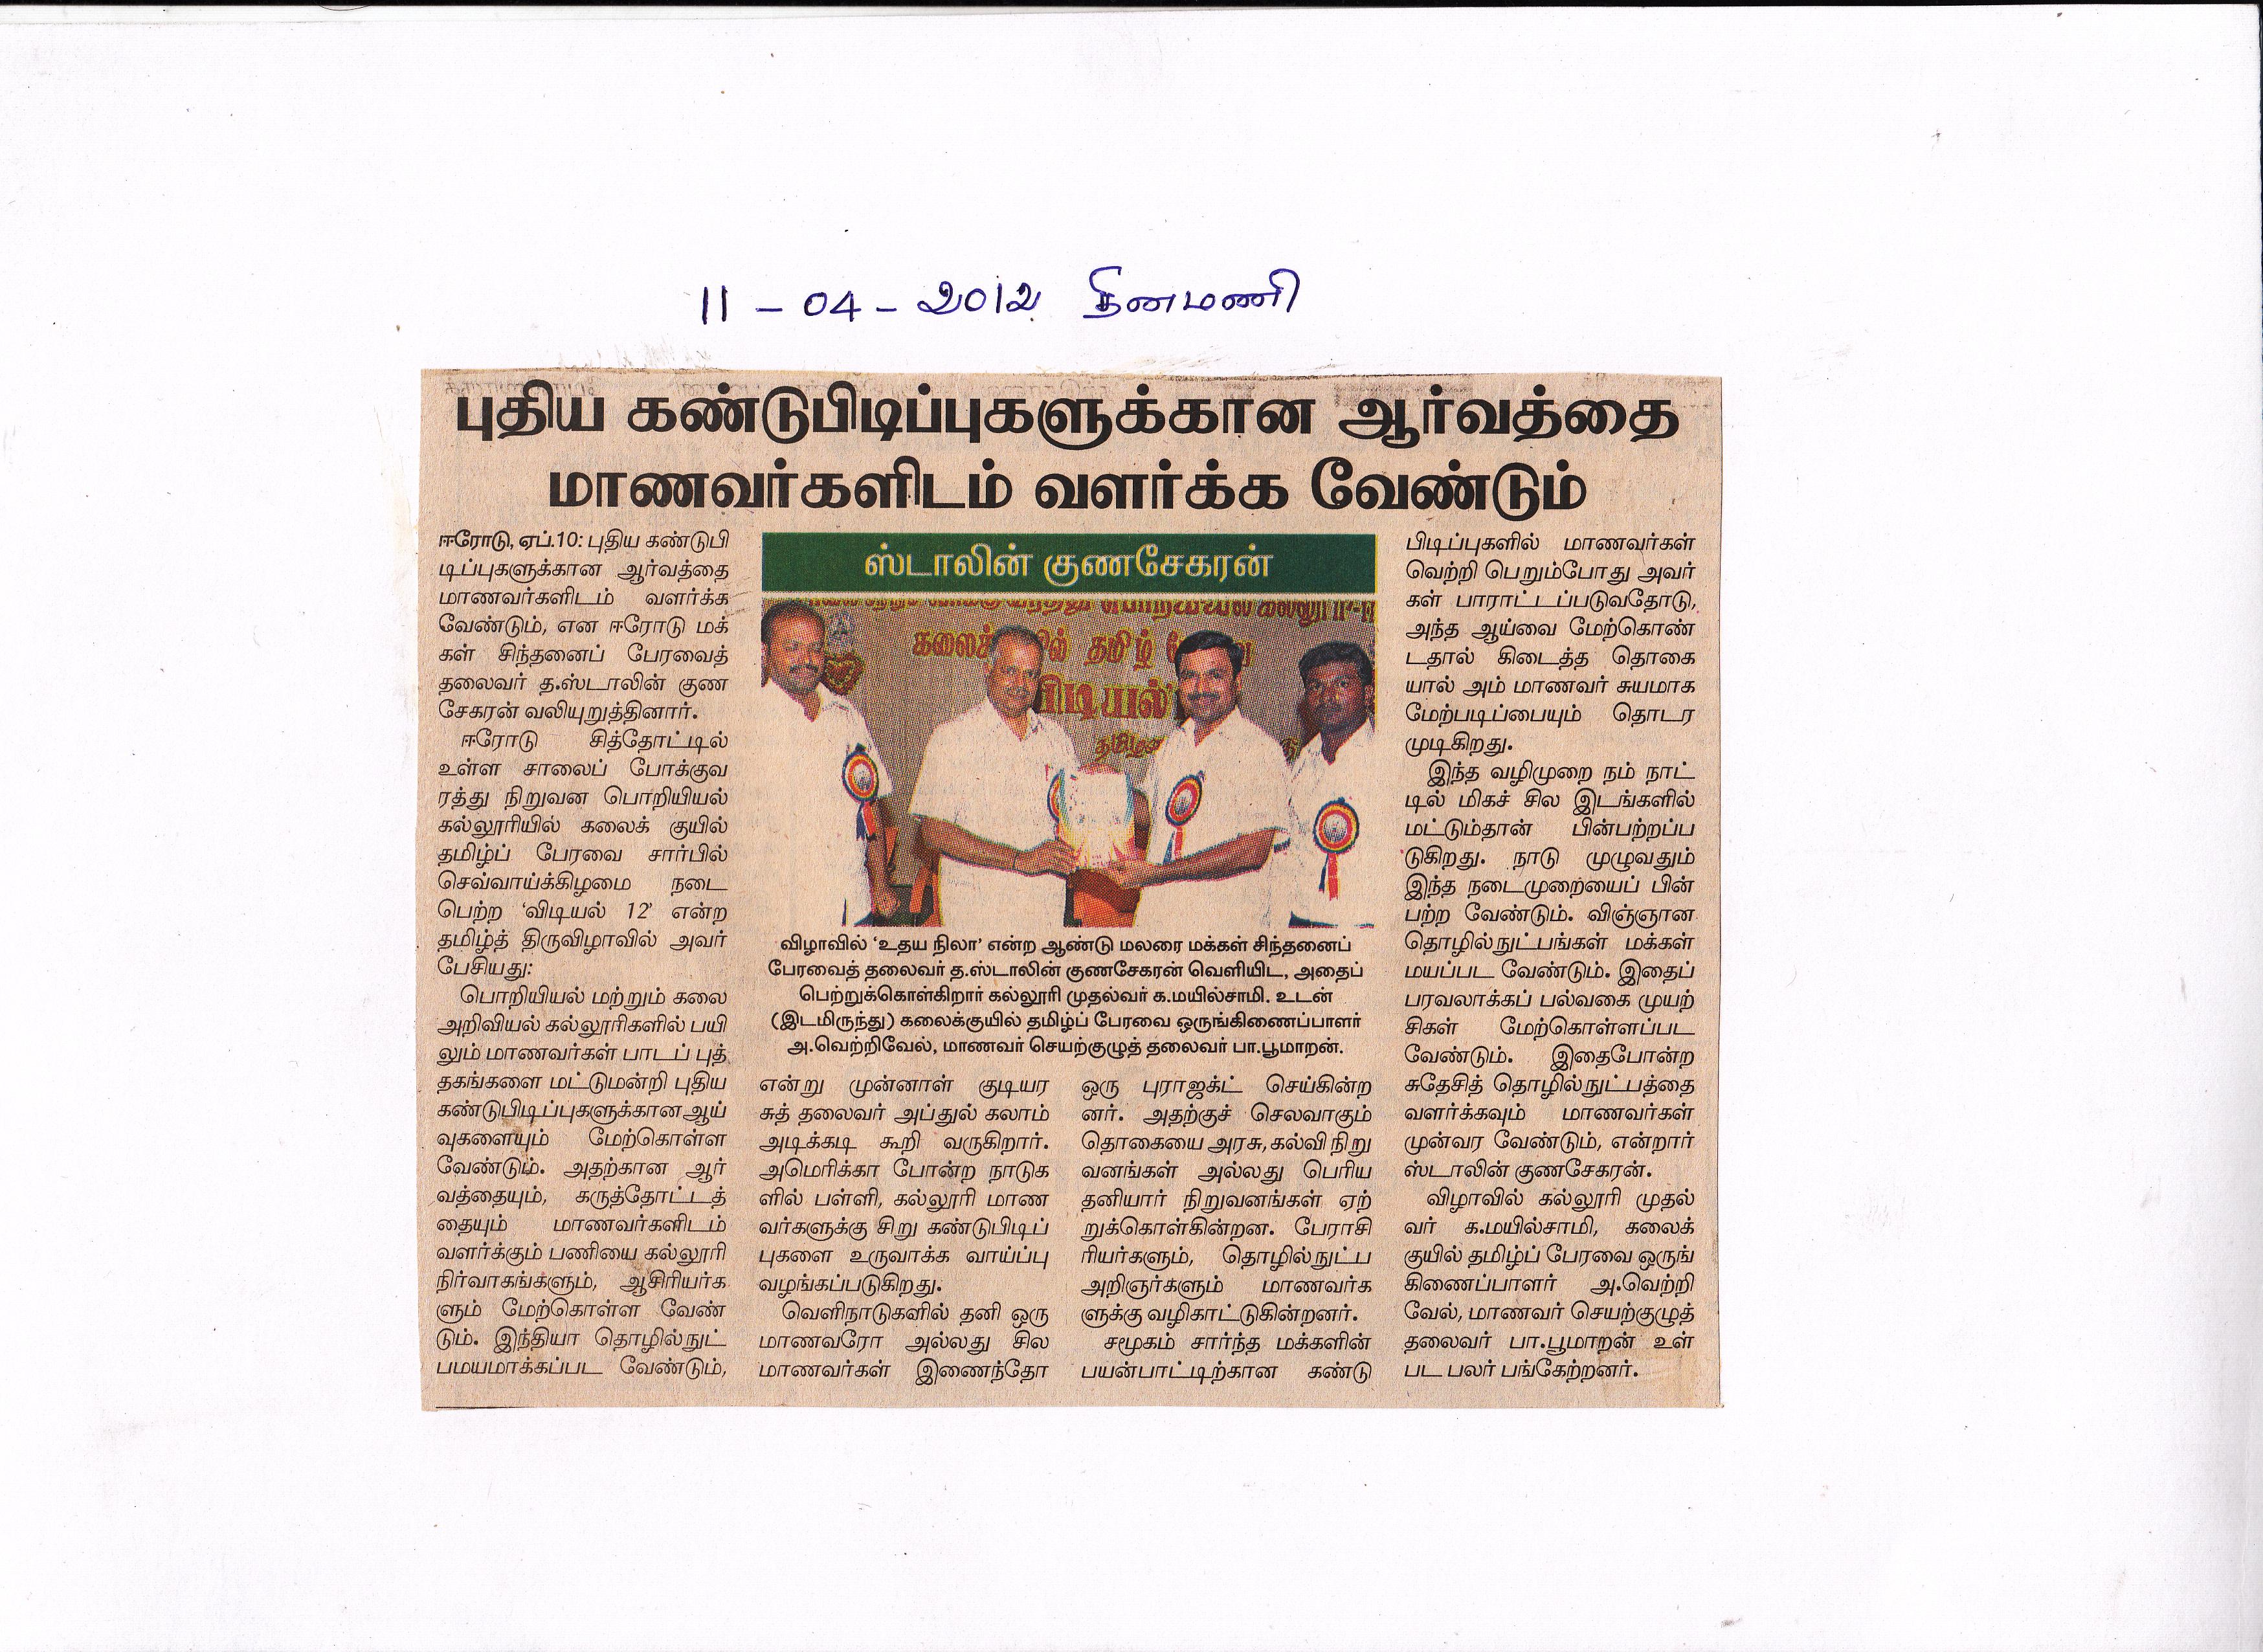 11 - 04 - 2012 தினமணி
புதிய கண்டுபிடிப்புகளுக்கான ஆர்வத்தை
மாணவர்களிடம் வளர்க்க வேண்டும்
ஈரோடு, ஏப்.10: புதிய கண்டுபி
டிப்புகளுக்கான ஆர்வத்தை
மாணவர்களிடம் வளர்க்க
வேண்டும், என ஈரோடு மக்
கள் சிந்தனைப் பேரவைத்
தலைவர் த.ஸ்டாலின் குண
சேகரன் வலியுறுத்தினார்.
ஈரோடு சித்தோட்டில்
உள்ள சாலைப் போக்குவ
ரத்து நிறுவன பொறியியல்
கல்லூரியில் கலைக் குயில்
தமிழ்ப் பேரவை சார்பில்
செவ்வாய்க்கிழமை நடை
பெற்ற 'விடியல் 12' என்ற
தமிழ்த் திருவிழாவில் அவர்
பேசியது:
பொறியியல் மற்றும் கலை
அறிவியல் கல்லூரிகளில் பயி
லும் மாணவர்கள் பாடப் புத்
தகங்களை மட்டுமன்றி புதிய
கண்டுபிடிப்புகளுக்கான ஆய்
வுகளையும் மேற்கொள்ள
வேண்டும். அதற்கான ஆர்
வத்தையும், கருத்தோட்டத்
தையும் மாணவர்களிடம்
வளர்க்கும் பணியை கல்லூரி
நிர்வாகங்களும், ஆசிரியர்க
ளும் மேற்கொள்ள வேண்
டும். இந்தியா தொழில்நுட்
பமயமாக்கப்பட வேண்டும்,
ஸ்டாலின் குணசேகரன்
தமிழ்
விழாவில் 'உதய நிலா' என்ற ஆண்டு மலரை மக்கள் சிந்தனைப்
பேரவைத் தலைவர் த.ஸ்டாலின் குணசேகரன் வெளியிட, அதைப்
பெற்றுக்கொள்கிறார் கல்லூரி முதல்வர் க.மயில்சாமி. உடன்
(இடமிருந்து) கலைக்குயில் தமிழ்ப் பேரவை ஒருங்கிணைப்பாளர்
அ.வெற்றிவேல், மாணவர் செயற்குழுத் தலைவர் பா.பூமாறன்.
என்று முன்னாள் குடியர
சுத் தலைவர் அப்துல் கலாம்
அடிக்கடி கூறி வருகிறார்.
அமெரிக்கா போன்ற நாடுக
ளில் பள்ளி, கல்லூரி மாண
வர்களுக்கு சிறு கண்டுபிடிப்
புகளை உருவாக்க வாய்ப்பு
வழங்கப்படுகிறது.
வெளிநாடுகளில் தனி ஒரு
மாணவரோ அல்லது சில
மாணவர்கள் இணைந்தோ
ஒரு புராஜக்ட் செய்கின்ற
னர். அதற்குச் செலவாகும்
தொகையை அரசு, கல்வி நிறு
வனங்கள் அல்லது பெரிய
தனியார் நிறுவனங்கள் ஏற்
றுக்கொள்கின்றன. பேராசி
ரியர்களும், தொழில்நுட்ப
அறிஞர்களும் மாணவர்க
ளுக்கு வழிகாட்டுகின்றனர்.
சமூகம் சார்ந்த மக்களின்
பயன்பாட்டிற்கான கண்டு
பிடிப்புகளில் மாணவர்கள்
வெற்றி பெறும்போது அவர்
கள் பாராட்டப்படுவதோடு,
அந்த ஆய்வை மேற்கொண்
டதால் கிடைத்த தொகை
யால் அம் மாணவர் சுயமாக
மேற்படிப்பையும் தொடர
முடிகிறது.
இந்த வழிமுறை நம் நாட்
டில் மிகச் சில இடங்களில்
மட்டும்தான் பின்பற்றப்ப
டுகிறது. நாடு முழுவதும்
இந்த நடைமுறையைப் பின்
பற்ற வேண்டும். விஞ்ஞான
தொழில்நுட்பங்கள் மக்கள்
மயப்பட வேண்டும். இதைப்
பரவலாக்கப் பல்வகை முயற்
சிகள் மேற்கொள்ளப்பட
வேண்டும். இதைபோன்ற
சுதேசித் தொழில்நுட்பத்தை
வளர்க்கவும் மாணவர்கள்
முன்வர வேண்டும், என்றார்
ஸ்டாலின் குணசேகரன்.
விழாவில் கல்லூரி முதல்
வர் க.மயில்சாமி, கலைக்
குயில் தமிழ்ப் பேரவை ஒருங்
கிணைப்பாளர் அ.வெற்றி
வேல், மாணவர் செயற்குழுத்
தலைவர் பா.பூமாறன் உள்
பட பலர் பங்கேற்றனர்.